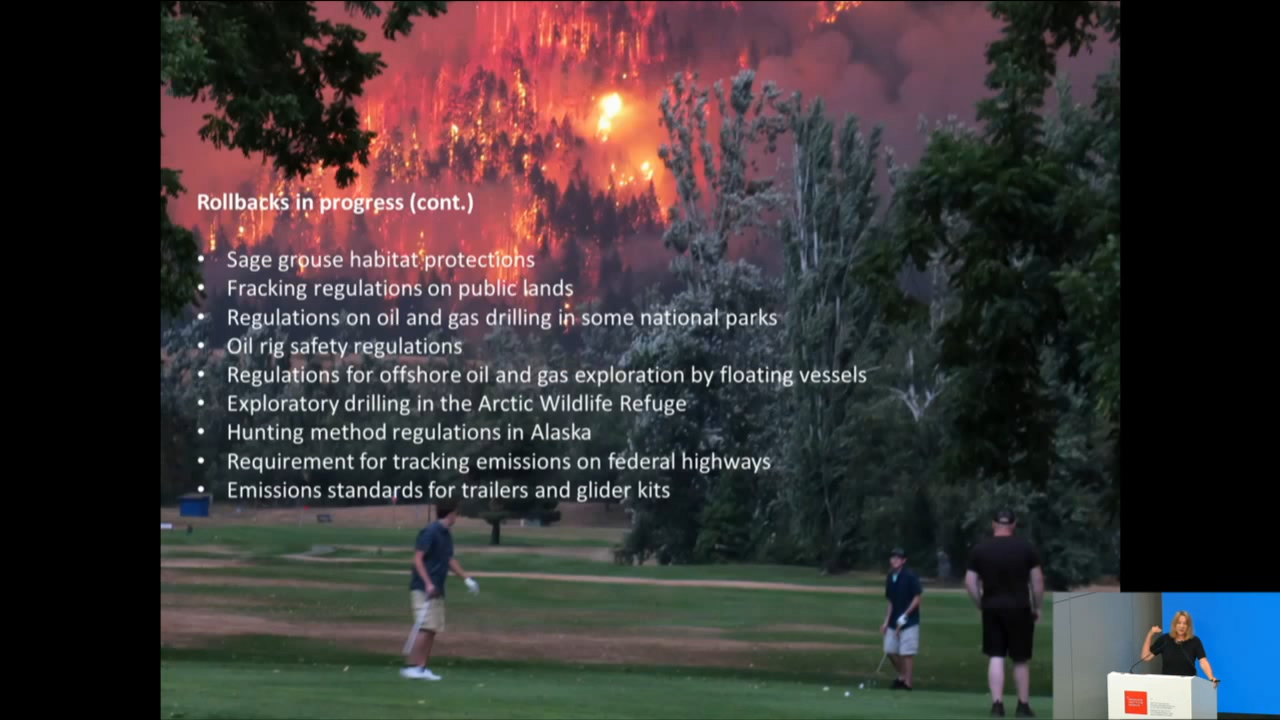 Rollbacks in progress (cont.)
• Sage grouse habitat protections
• Fracking regulations on public lands
• Regulations on oil and gas drilling in some national parks
• Oil rig safety regulations
• Regulations for offshore oil and gas exploration by floating vessels
• Exploratory drilling in the Arctic Wildlife Refuge
• Hunting method regulations in Alaska
• Requirement for tracking emissions on federal highways
• Emissions standards for trailers and glider kits